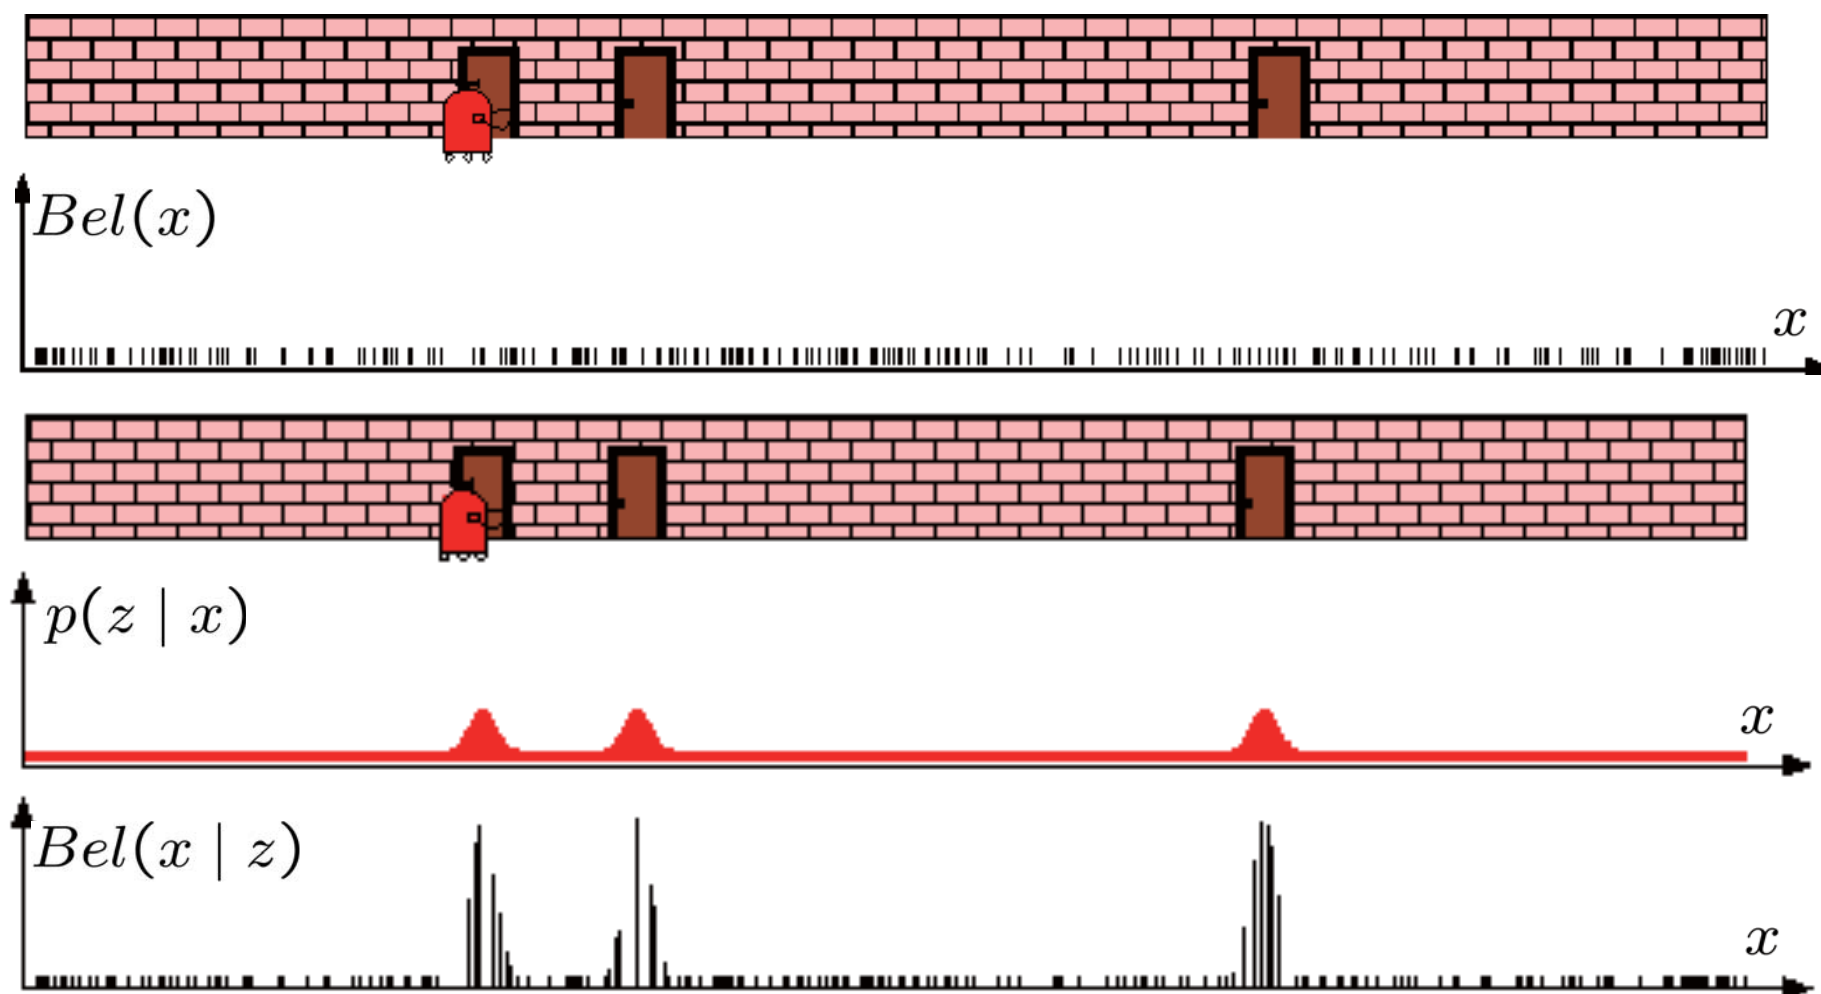 Bel(x)
x
p(z | x)
x
Bel(x | z)
x